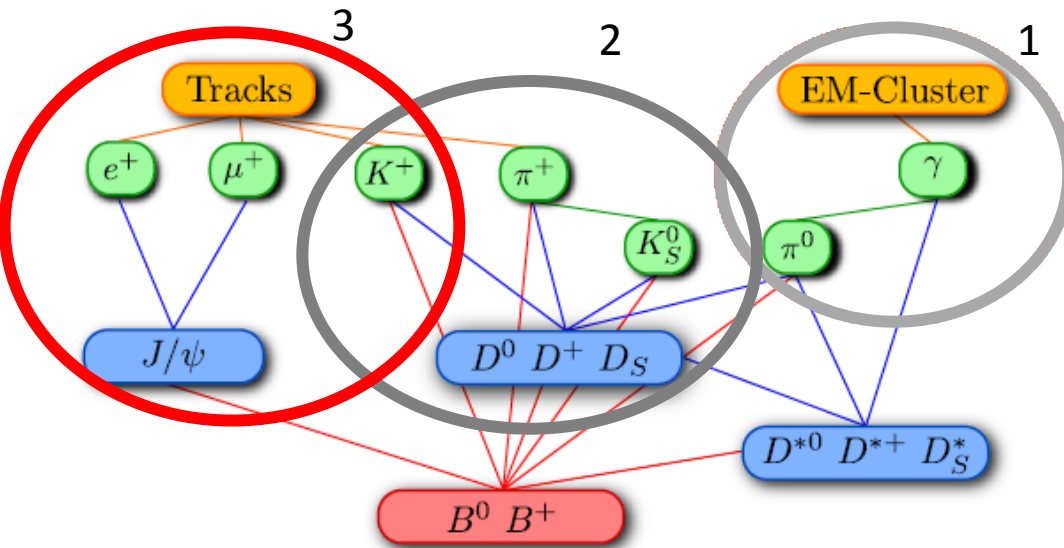 3
2
1
Tracks
EM-Cluster
e⁺
μ⁺
K⁺
π⁺
γ
K⁰_S
π⁰
J/ψ
D⁰ D⁺ D_S
D*⁰ D*⁺ D*_S
B⁰ B⁺